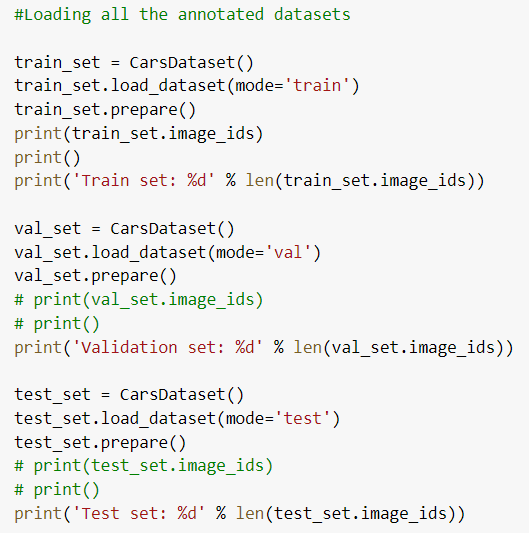 #Loading all the annotated datasets
train_set = CarsDataset()
train_set.load_dataset(mode='train')
train_set.prepare()
print(train_set.image_ids)
print()
print('Train set: %d' % len(train_set.image_ids))
val_set = CarsDataset()
val_set.load_dataset(mode='val')
val_set.prepare()
# print(val_set.image_ids)
# print()
print('Validation set: %d' % len(val_set.image_ids))
test_set = CarsDataset()
test_set.load_dataset(mode='test')
test_set.prepare()
# print(test_set.image_ids)
# print()
print('Test set: %d' % len(test_set.image_ids))